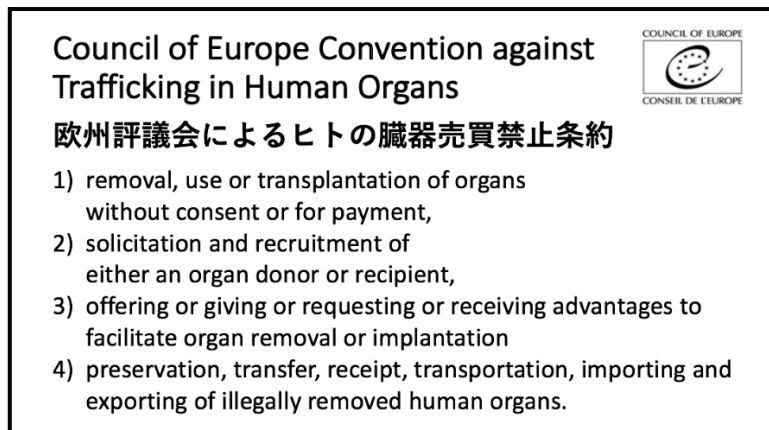 Council of Europe Convention against
Trafficking in Human Organs
COUNCIL OF EUROPE
CONSEIL DE L'EUROPE
欧州評議会によるヒトの臓器売買禁止条約
1) removal, use or transplantation of organs
without consent or for payment,
2) solicitation and recruitment of
either an organ donor or recipient,
3) offering or giving or requesting or receiving advantages to
facilitate organ removal or implantation
4) preservation, transfer, receipt, transportation, importing and
exporting of illegally removed human organs.